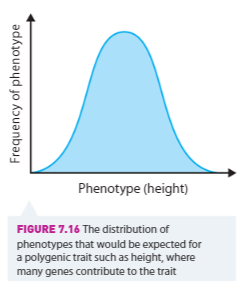 Frequency of phenotype
Phenotype (height)
FIGURE 7.16 The distribution of
phenotypes that would be expected for
a polygenic trait such as height, where
many genes contribute to the trait